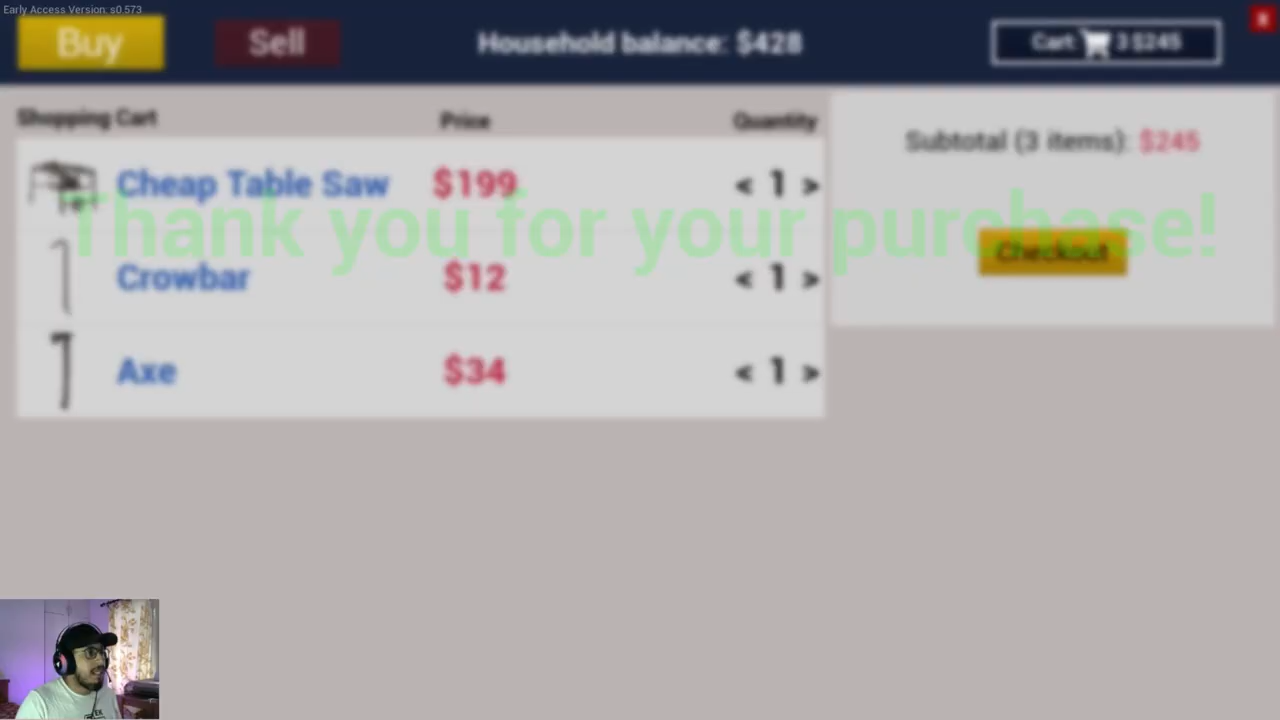 Early Access Version: s0.573
Buy
Sell
Household balance: $428
Cart 3 $245
x
Shopping Cart
Price
Quantity
Subtotal (3 items): $245
Cheap Table Saw
$199
< 1 >
Thank you for your purchase!
Checkout
Crowbar
$12
< 1 >
Axe
$34
< 1 >